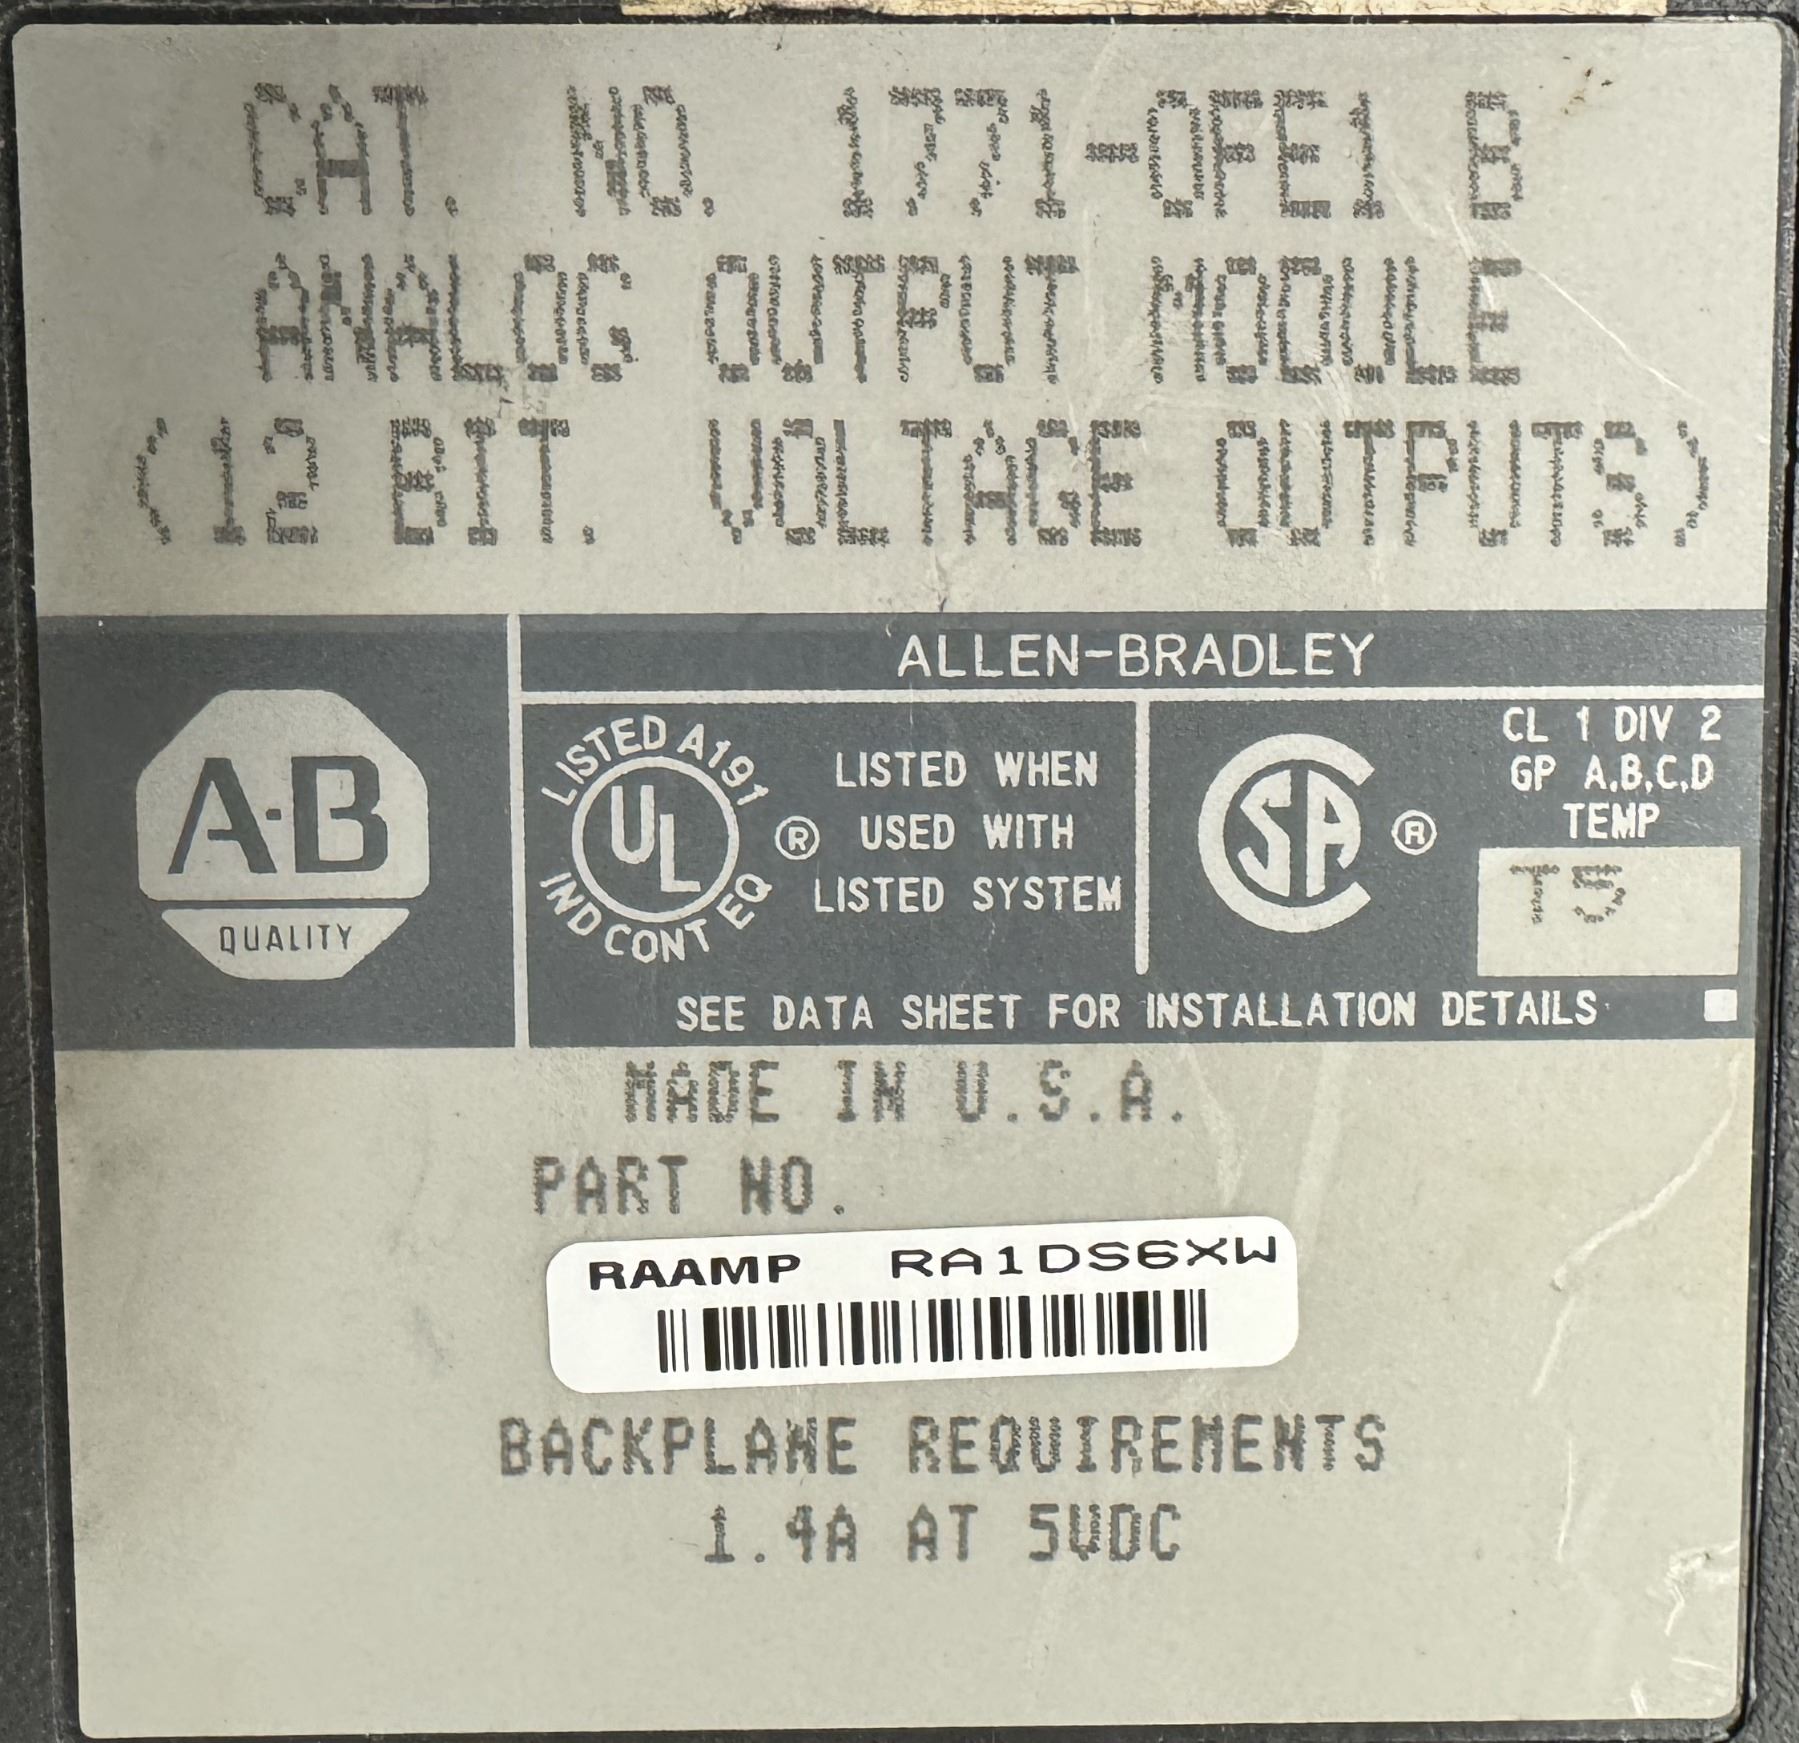 CAT. NO. 1771-OFE1 B
ANALOG OUTPUT MODULE
(12 BIT. VOLTAGE OUTPUTS)
ALLEN-BRADLEY
A·B
QUALITY
LISTED A191
UL
IND CONT EQ
®
LISTED WHEN
USED WITH
LISTED SYSTEM
SA
®
CL 1 DIV 2
GP A,B,C,D
TEMP
T5
SEE DATA SHEET FOR INSTALLATION DETAILS
MADE IN U.S.A.
PART NO.
RAAMP RA1DS6XW
BACKPLANE REQUIREMENTS
1.4A AT 5VDC